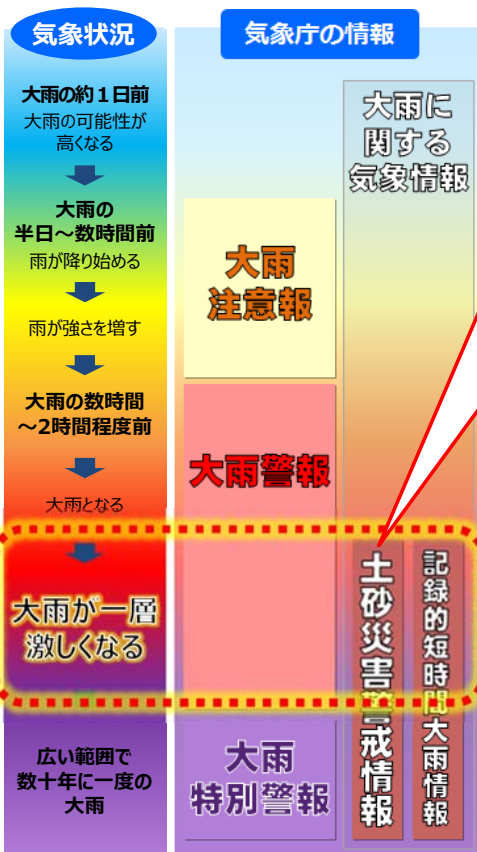 気象状況
気象庁の情報
大雨の約１日前
大雨の可能性が
高くなる
大雨の
半日～数時間前
雨が降り始める
雨が強さを増す
大雨の数時間
～2時間程度前
大雨となる
大雨が一層
激しくなる
広い範囲で
数十年に一度の
大雨
大雨
注意報
大雨警報
大雨
特別警報
大雨に
関する
気象情報
土砂災害警戒情報
記録的短時間大雨情報